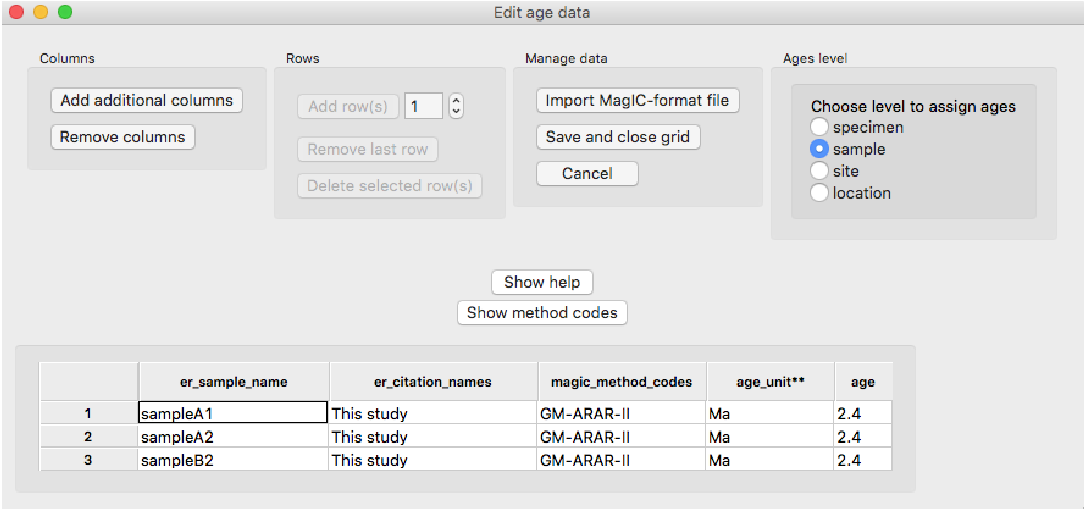 Edit age data
Columns
Rows
Manage data
Ages level
Add additional columns
Remove columns
Add row(s) 1
Remove last row
Delete selected row(s)
Import MagIC-format file
Save and close grid
Cancel
Choose level to assign ages
specimen
sample
site
location
Show help
Show method codes
er_sample_name er_citation_names magic_method_codes age_unit** age
1 sampleA1 This study GM-ARAR-II Ma 2.4
2 sampleA2 This study GM-ARAR-II Ma 2.4
3 sampleB2 This study GM-ARAR-II Ma 2.4